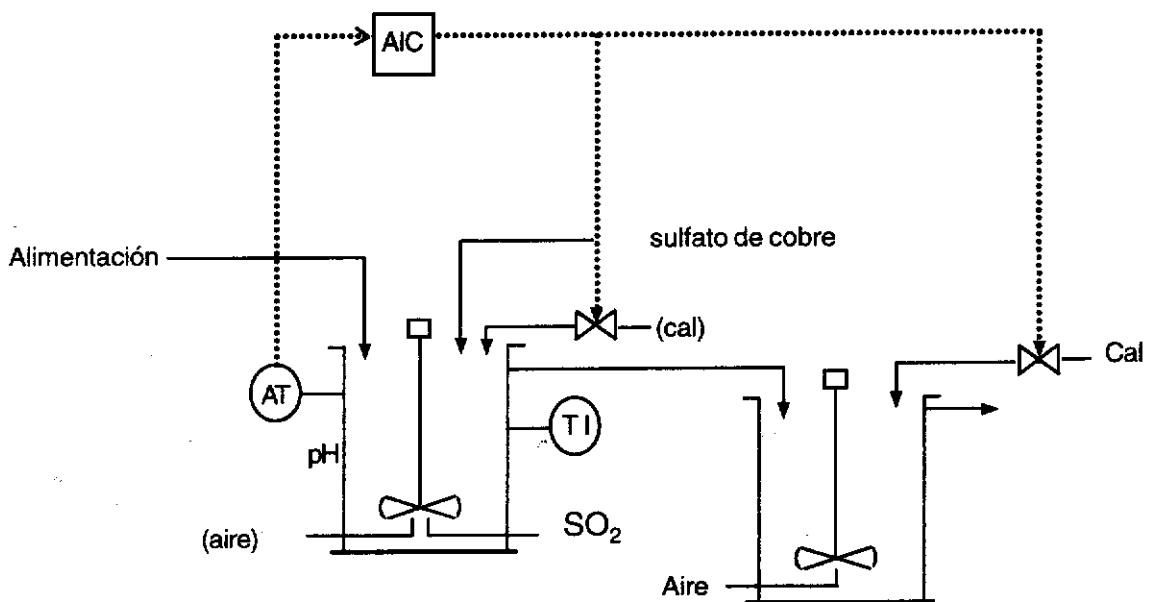 AIC
sulfato de cobre
Alimentación
(cal)
Cal
AT
TI
pH
(aire)
SO₂
Aire